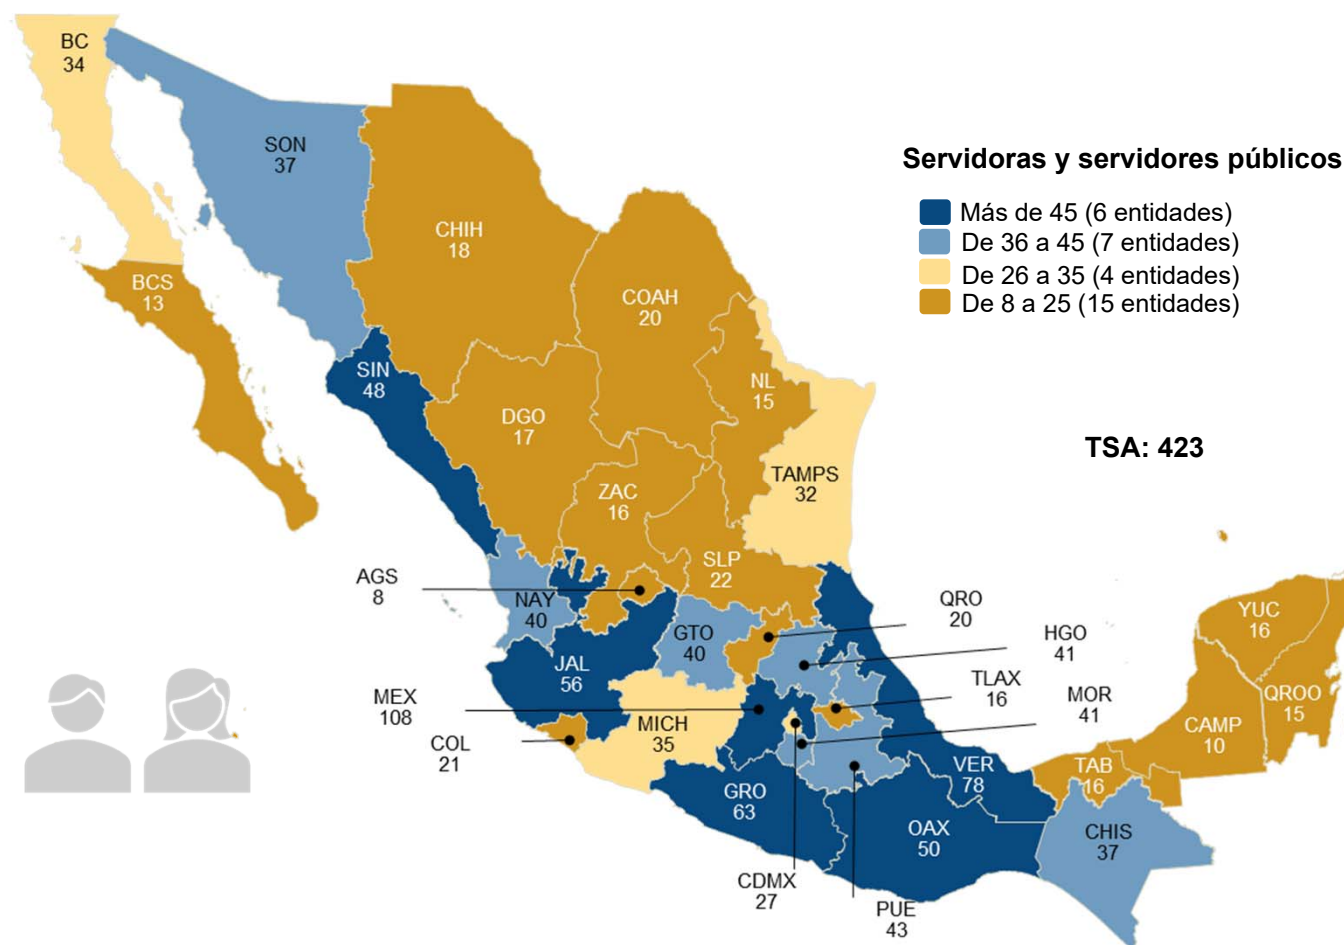 BC
34
SON
37
CHIH
18
BCS
13
COAH
20
SIN
48
NL
15
DGO
17
TAMPS
32
ZAC
16
SLP
22
Servidoras y servidores públicos
Más de 45 (6 entidades)
De 36 a 45 (7 entidades)
De 26 a 35 (4 entidades)
De 8 a 25 (15 entidades)
TSA: 423
AGS
8
NAY
40
GTO
40
QRO
20
HGO
41
JAL
56
TLAX
16
MOR
41
MEX
108
COL
21
MICH
35
YUC
16
QROO
15
CAMP
10
TAB
16
VER
78
GRO
63
OAX
50
CHIS
37
CDMX
27
PUE
43